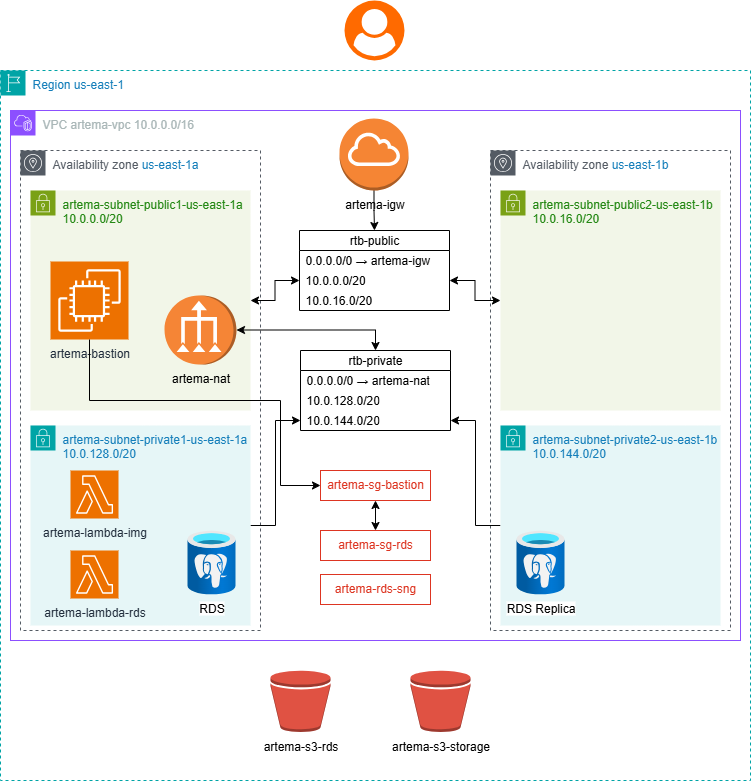 Region us-east-1
VPC artema-vpc 10.0.0.0/16
Availability zone us-east-1a
artema-subnet-public1-us-east-1a
10.0.0.0/20
artema-bastion
artema-nat
artema-igw
rtb-public
0.0.0.0/0 → artema-igw
10.0.0.0/20
10.0.16.0/20
rtb-private
0.0.0.0/0 → artema-nat
10.0.128.0/20
10.0.144.0/20
Availability zone us-east-1b
artema-subnet-public2-us-east-1b
10.0.16.0/20
artema-subnet-private1-us-east-1a
10.0.128.0/20
artema-lambda-img
artema-lambda-rds
RDS
artema-sg-bastion
artema-sg-rds
artema-rds-sng
artema-subnet-private2-us-east-1b
10.0.144.0/20
RDS Replica
artema-s3-rds
artema-s3-storage